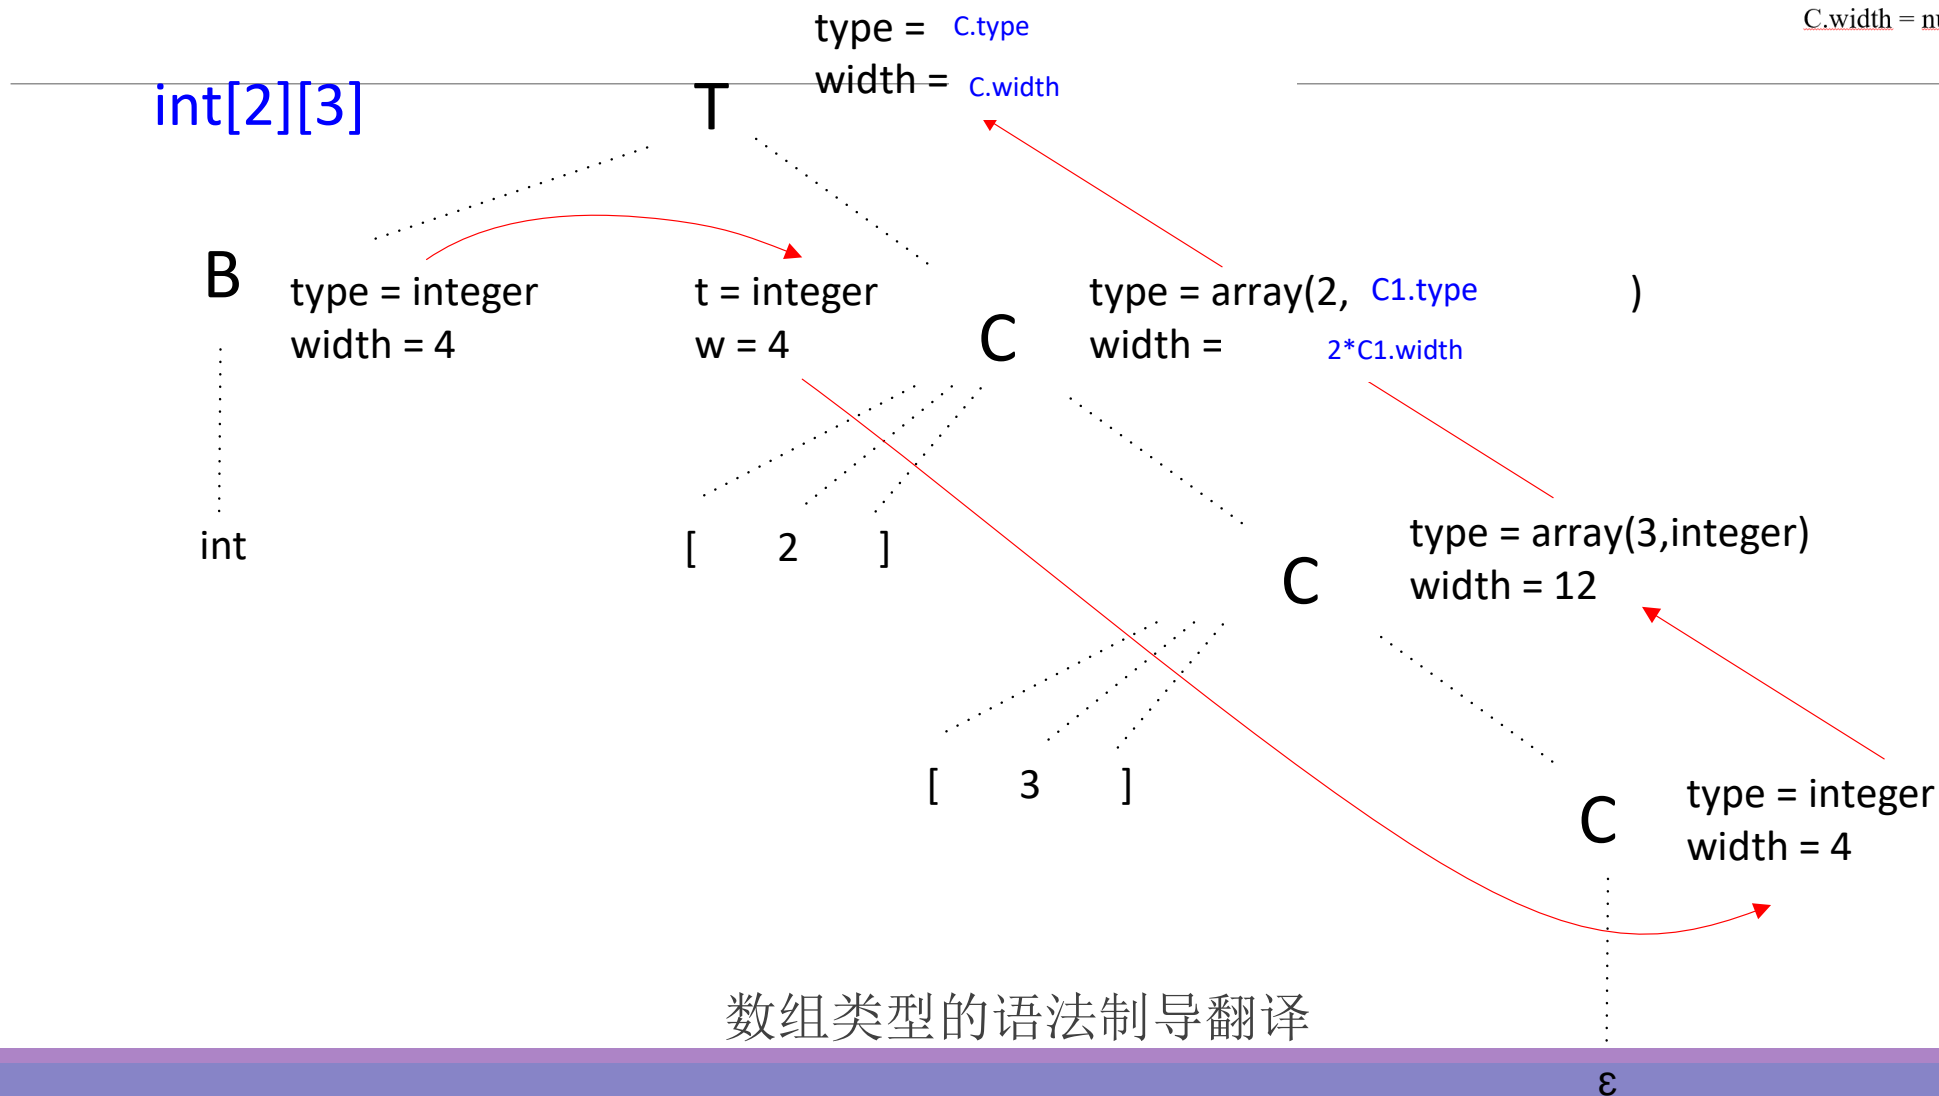 type = C.type
C.width = nu
width = C.width
int[2][3]
T
B
type = integer
width = 4
t = integer
w = 4
C
type = array(2, C1.type )
width = 2*C1.width
int
[ 2 ]
C
type = array(3,integer)
width = 12
[ 3 ]
C
type = integer
width = 4
数组类型的语法制导翻译
ε